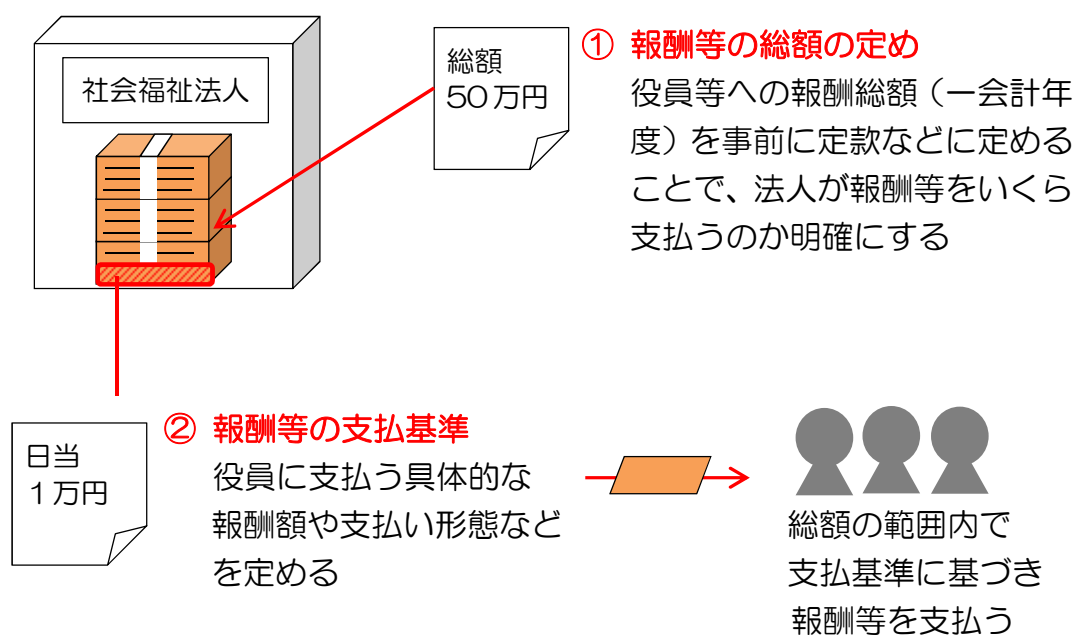 社会福祉法人
総額
50万円
① 報酬等の総額の定め
役員等への報酬総額（一会計年
度）を事前に定款などに定める
ことで、法人が報酬等をいくら
支払うのか明確にする
日当
1万円
② 報酬等の支払基準
役員に支払う具体的な
報酬額や支払い形態など
を定める
総額の範囲内で
支払基準に基づき
報酬等を支払う